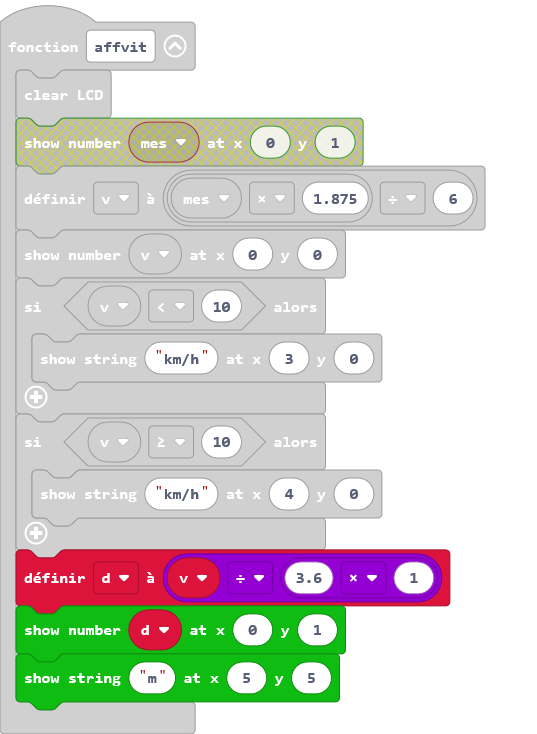 fonction affvit
clear LCD
show number mes at x 0 y 1
définir v à mes × 1.875 ÷ 6
show number v at x 0 y 0
si v < 10 alors
show string "km/h" at x 3 y 0
si v ≥ 10 alors
show string "km/h" at x 4 y 0
définir d à v ÷ 3.6 × 1
show number d at x 0 y 1
show string "m" at x 5 y 5